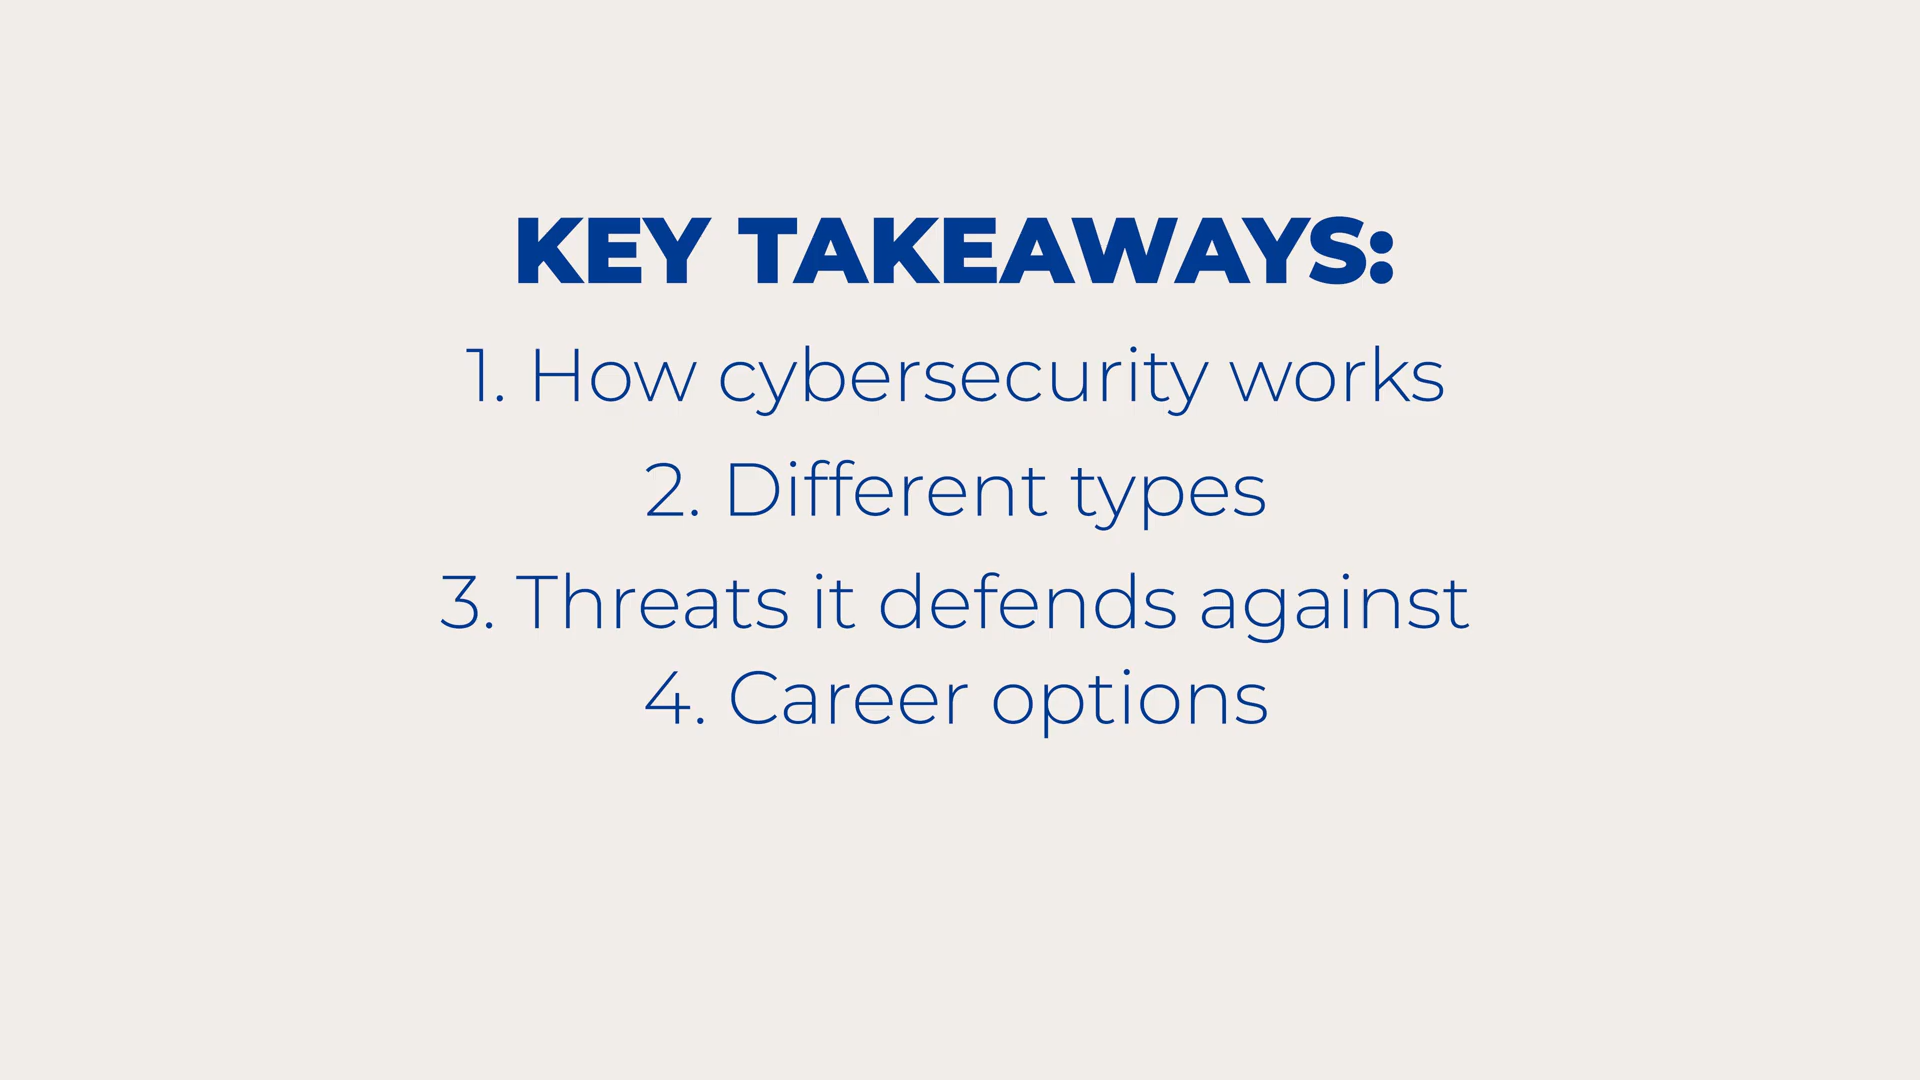 KEY TAKEAWAYS:
1. How cybersecurity works
2. Different types
3. Threats it defends against
4. Career options